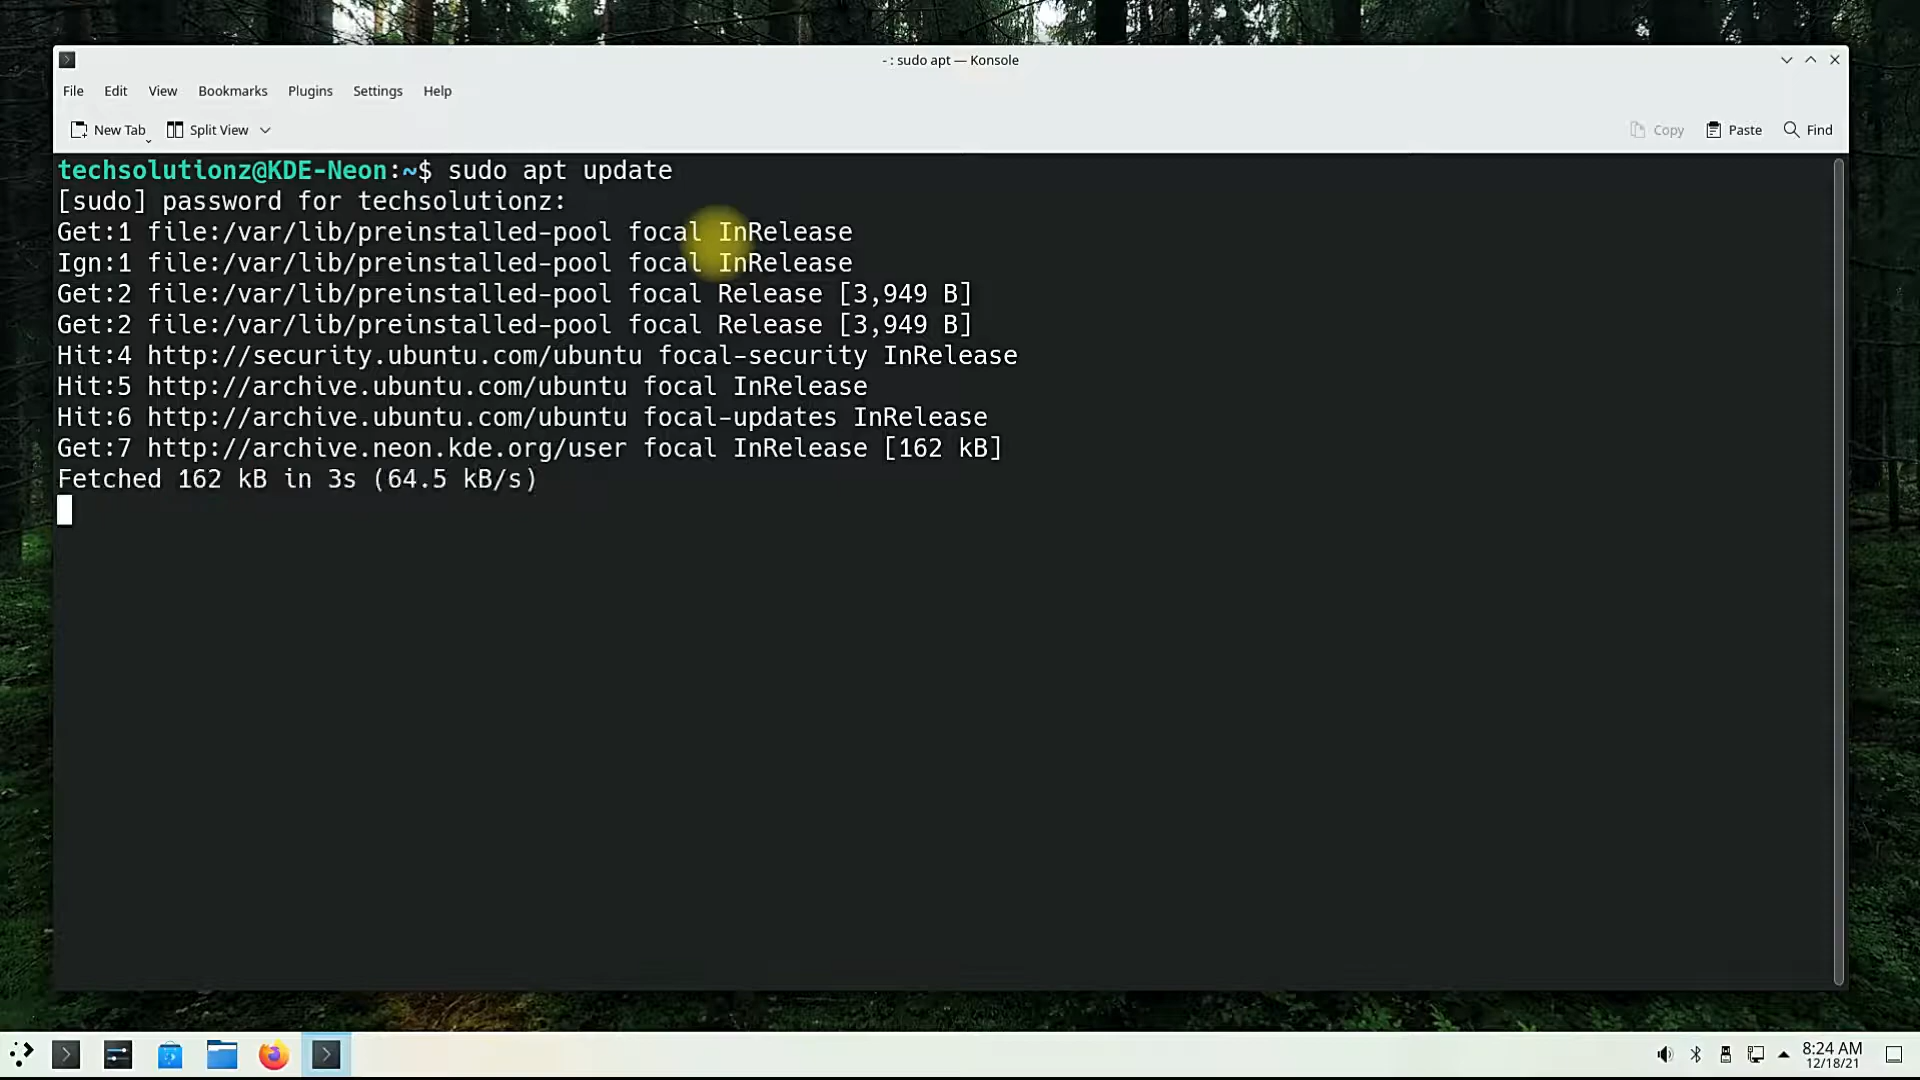 - : sudo apt — Konsole
File Edit View Bookmarks Plugins Settings Help
New Tab Split View Copy Paste Find
techsolutionz@KDE-Neon:~$ sudo apt update
[sudo] password for techsolutionz:
Get:1 file:/var/lib/preinstalled-pool focal InRelease
Ign:1 file:/var/lib/preinstalled-pool focal InRelease
Get:2 file:/var/lib/preinstalled-pool focal Release [3,949 B]
Get:2 file:/var/lib/preinstalled-pool focal Release [3,949 B]
Hit:4 http://security.ubuntu.com/ubuntu focal-security InRelease
Hit:5 http://archive.ubuntu.com/ubuntu focal InRelease
Hit:6 http://archive.ubuntu.com/ubuntu focal-updates InRelease
Get:7 http://archive.neon.kde.org/user focal InRelease [162 kB]
Fetched 162 kB in 3s (64.5 kB/s)
8:24 AM
12/18/21